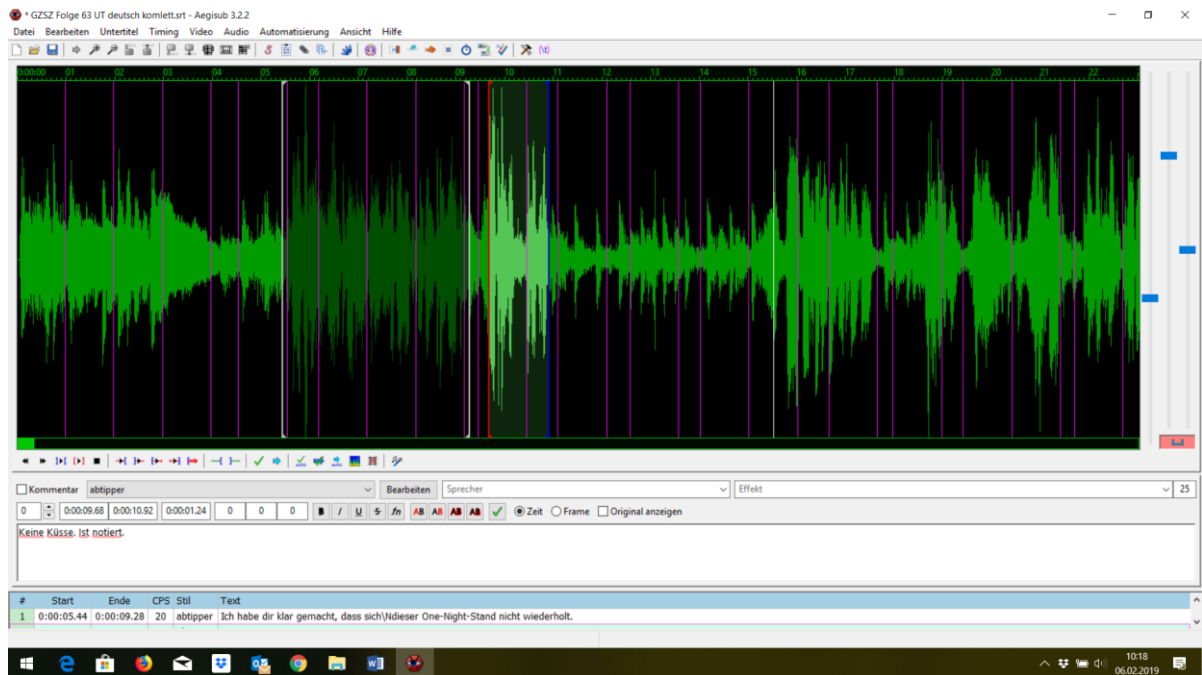 * GZSZ Folge 63 UT deutsch komlett.srt - Aegisub 3.2.2
Datei Bearbeiten Untertitel Timing Video Audio Automatisierung Ansicht Hilfe
0:00:00 01 02 03 04 05 06 07 08 09 10 11 12 13 14 15 16 17 18 19 20 21 22
Kommentar abtipper Bearbeiten Sprecher Effekt 25
0 0:00:09.68 0:00:10.92 0:00:01.24 0 0 0 B I U S fn AB AB AB AB Zeit Frame Original anzeigen
Keine Küsse. Ist notiert.
# Start Ende CPS Stil Text
1 0:00:05.44 0:00:09.28 20 abtipper Ich habe dir klar gemacht, dass sich\Ndieser One-Night-Stand nicht wiederholt.
10:18
06.02.2019